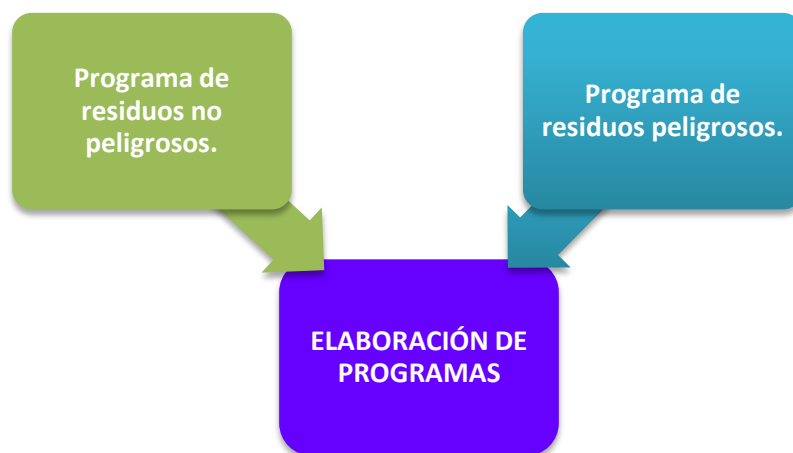 Programa de
residuos no
peligrosos.
Programa de
residuos peligrosos.
ELABORACIÓN DE
PROGRAMAS